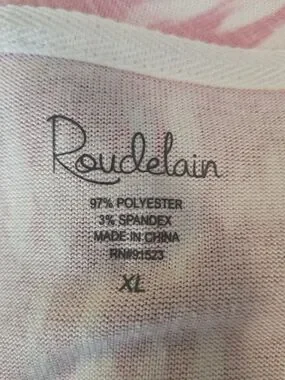 Roudelain
97% POLYESTER
3% SPANDEX
MADE IN CHINA
RN#91523
XL